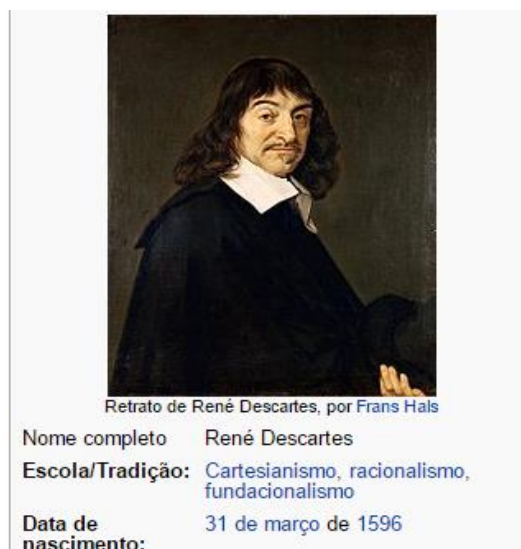 Retrato de René Descartes, por Frans Hals
Nome completo René Descartes
Escola/Tradição: Cartesianismo, racionalismo,
fundacionalismo
Data de 31 de março de 1596
nascimento: